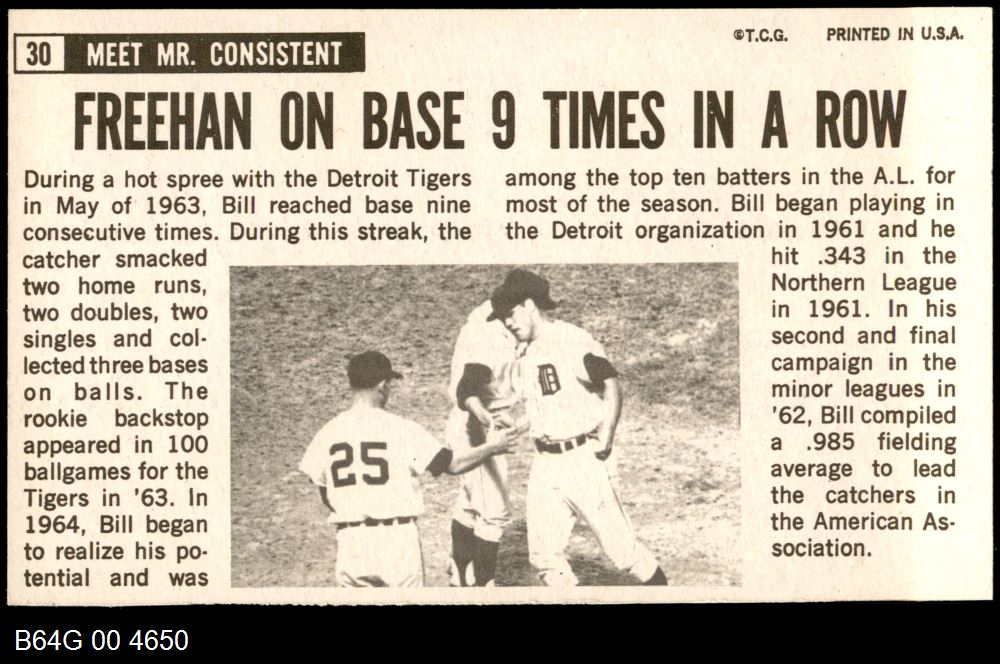 ©T.C.G. PRINTED IN U.S.A.
30 MEET MR. CONSISTENT
FREEHAN ON BASE 9 TIMES IN A ROW
During a hot spree with the Detroit Tigers
in May of 1963, Bill reached base nine
consecutive times. During this streak, the
catcher smacked
two home runs,
two doubles, two
singles and col-
lected three bases
on balls. The
rookie backstop
appeared in 100
ballgames for the
Tigers in '63. In
1964, Bill began
to realize his po-
tential and was
among the top ten batters in the A.L. for
most of the season. Bill began playing in
the Detroit organization in 1961 and he
hit .343 in the
Northern League
in 1961. In his
second and final
campaign in the
minor leagues in
'62, Bill compiled
a .985 fielding
average to lead
the catchers in
the American As-
sociation.
25
D
B64G 00 4650